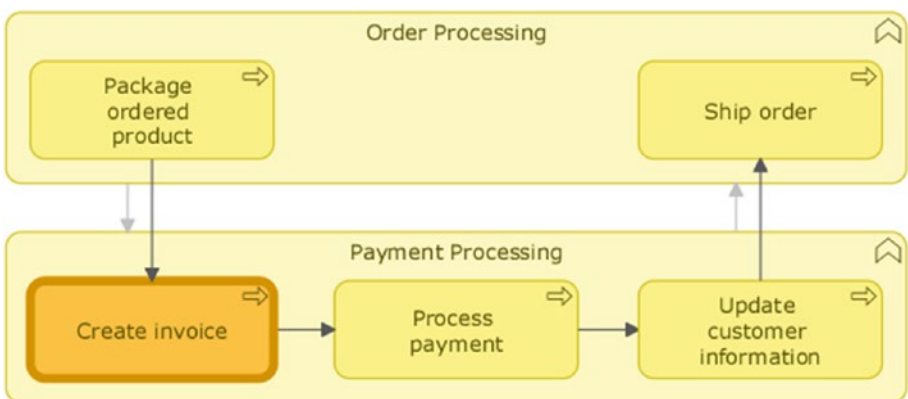 Order Processing
Package
ordered
product
Ship order
Payment Processing
Create invoice
Process
payment
Update
customer
information